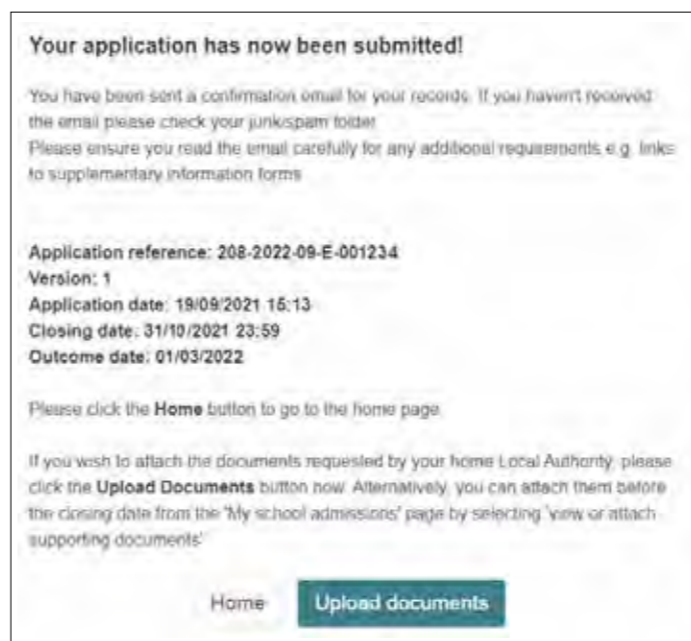 Your application has now been submitted!
You have been sent a confirmation email for your records. If you haven't received
the email please check your junk/spam folder
Please ensure you read the email carefully for any additional requirements e.g. links
to supplementary information forms
Application reference: 208-2022-09-E-001234
Version: 1
Application date: 19/09/2021 15:13
Closing date: 31/10/2021 23:59
Outcome date: 01/03/2022
Please click the Home button to go to the home page
If you wish to attach the documents requested by your home Local Authority, please
click the Upload Documents button now. Alternatively, you can attach them before
the closing date from the 'My school admissions' page by selecting 'view or attach
supporting documents'
Home Upload documents